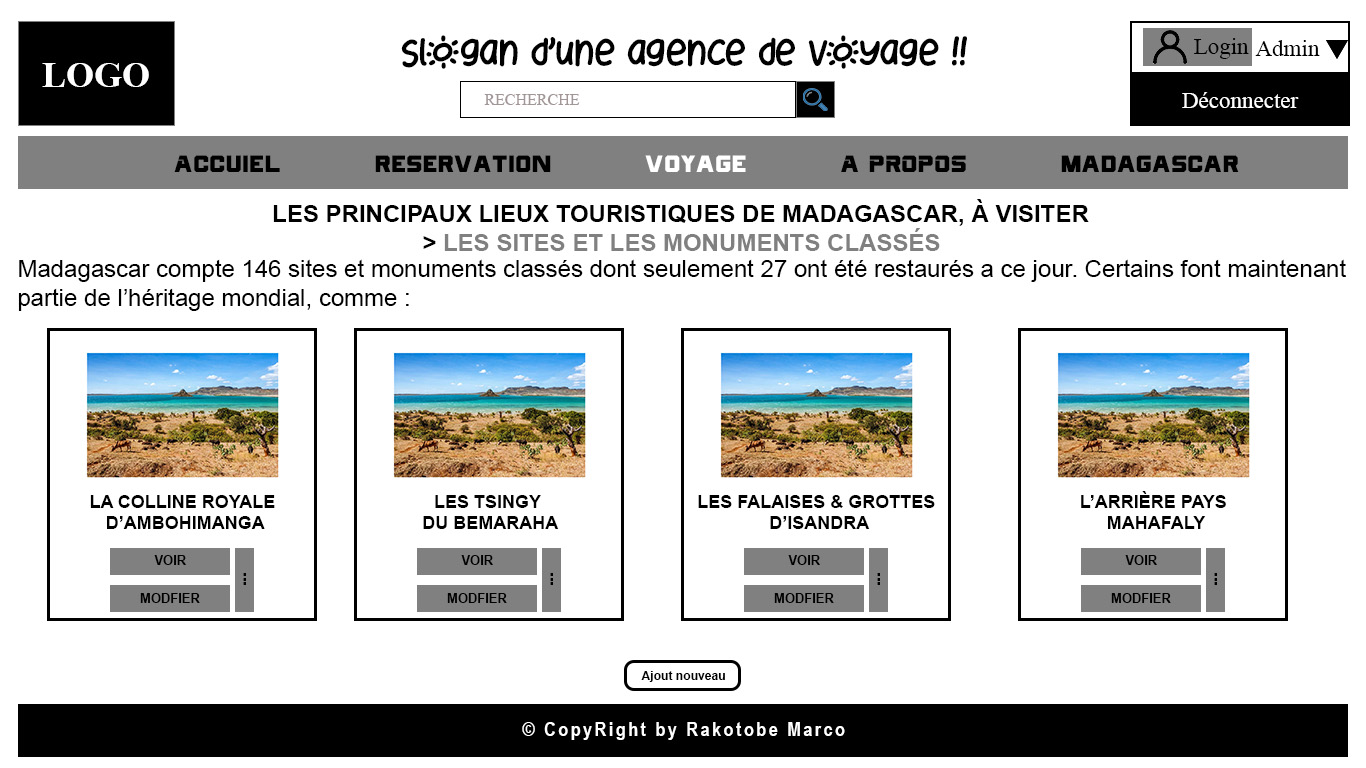 LOGO
slogan d'une agence de voyage !!
RECHERCHE
Login Admin
Déconnecter
ACCUIEL RESERVATION VOYAGE A PROPOS MADAGASCAR
LES PRINCIPAUX LIEUX TOURISTIQUES DE MADAGASCAR, À VISITER
> LES SITES ET LES MONUMENTS CLASSÉS
Madagascar compte 146 sites et monuments classés dont seulement 27 ont été restaurés a ce jour. Certains font maintenant
partie de l’héritage mondial, comme :
LA COLLINE ROYALE
D’AMBOHIMANGA
VOIR
MODFIER
LES TSINGY
DU BEMARAHA
VOIR
MODFIER
LES FALAISES & GROTTES
D’ISANDRA
VOIR
MODFIER
L’ARRIÈRE PAYS
MAHAFALY
VOIR
MODFIER
Ajout nouveau
© CopyRight by Rakotobe Marco